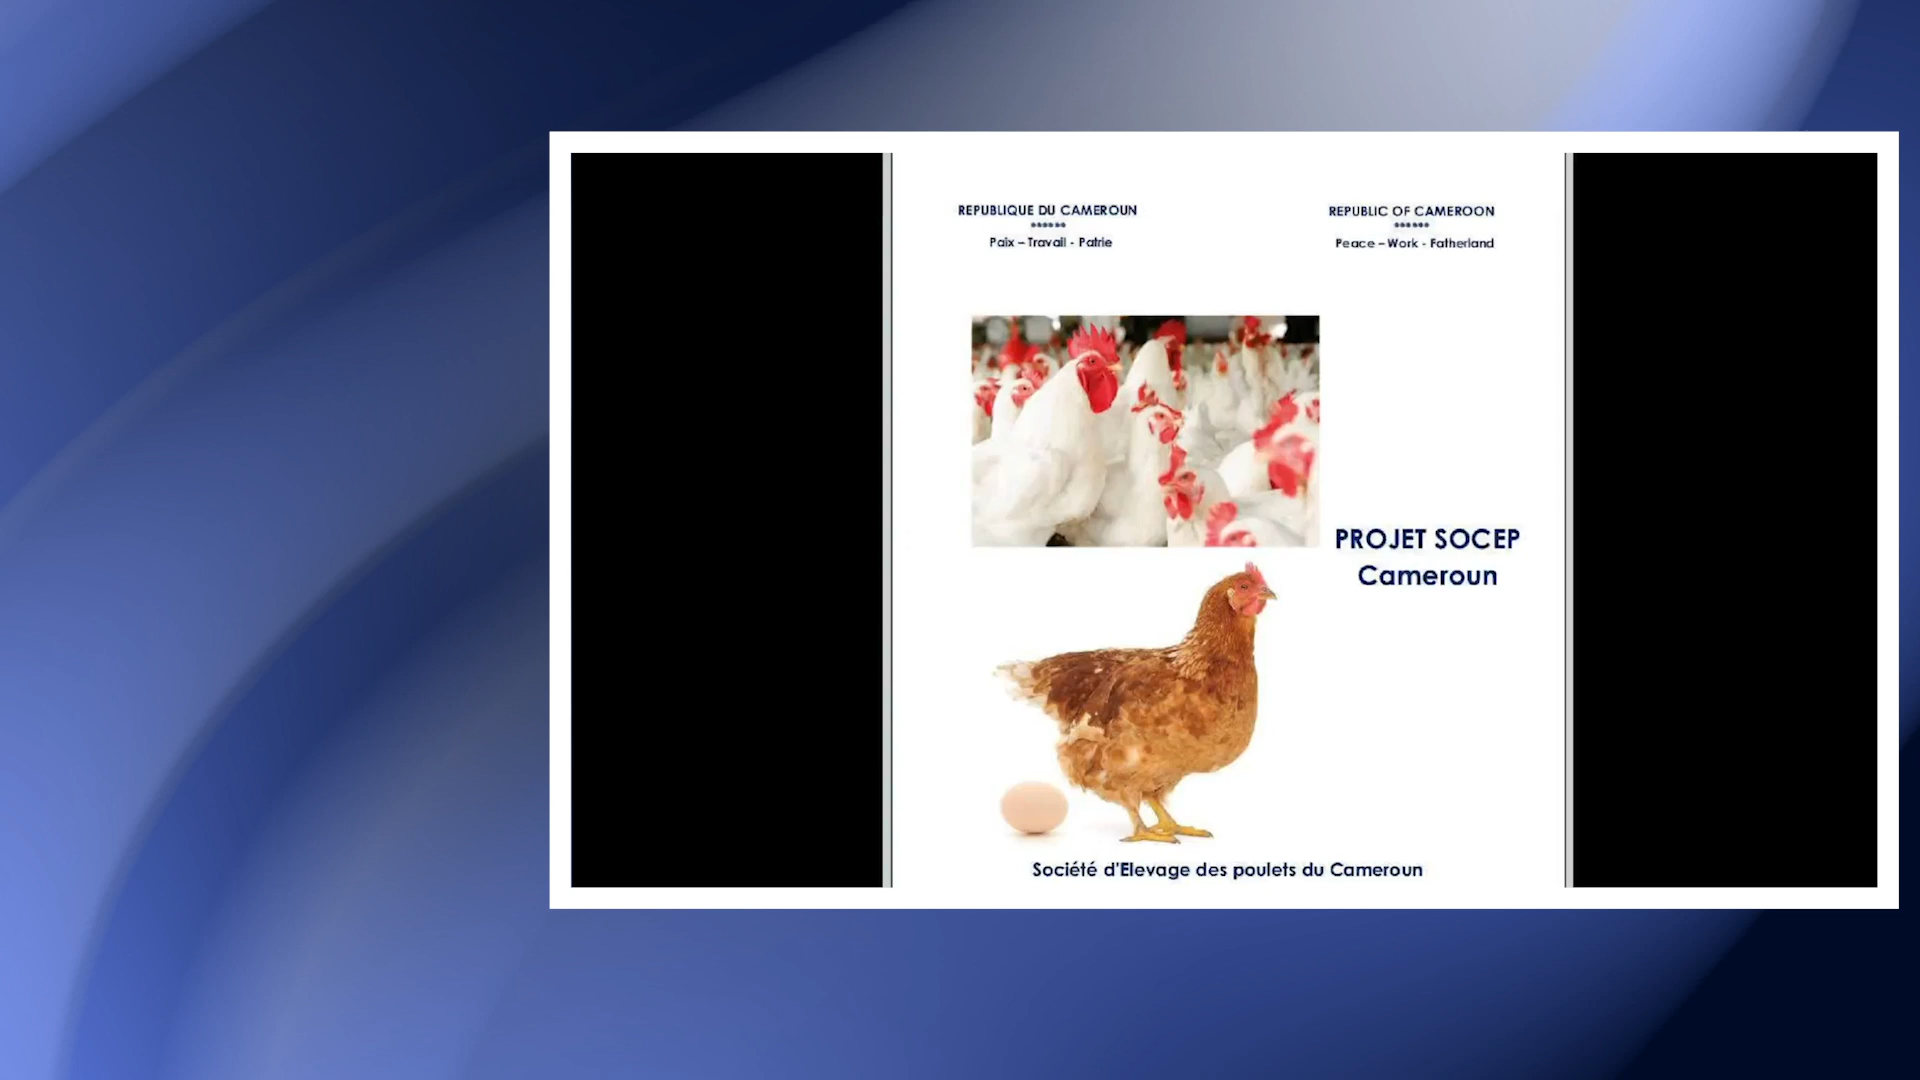 REPUBLIQUE DU CAMEROUN
******
Paix – Travail - Patrie
REPUBLIC OF CAMEROON
******
Peace – Work - Fatherland
PROJET SOCEP
Cameroun
Société d'Elevage des poulets du Cameroun